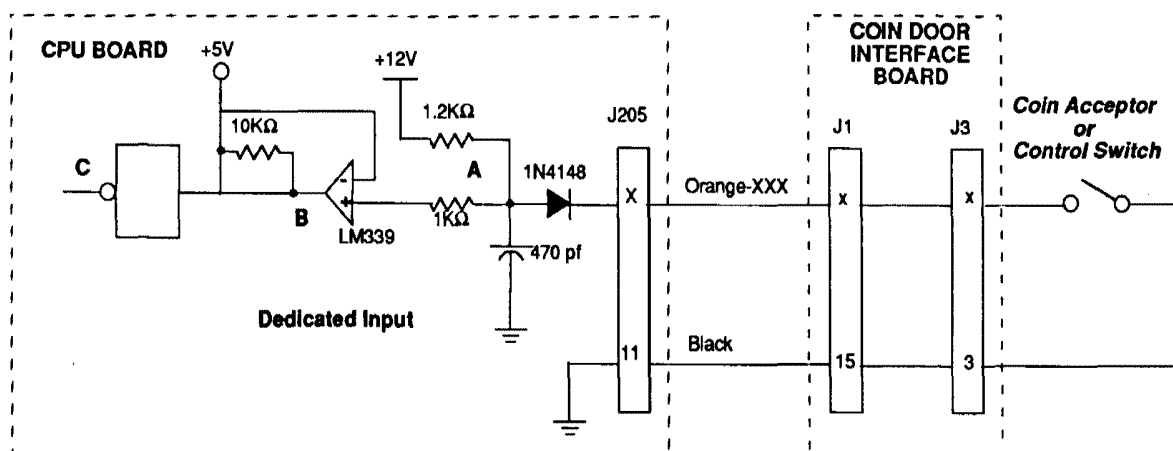 CPU BOARD
+5V
+12V
10KΩ
1.2KΩ
C
A
B
-
+
LM339
1KΩ
1N4148
470 pf
Dedicated Input
J205
X
11
Orange-XXX
Black
COIN DOOR
INTERFACE
BOARD
J1
x
15
J3
x
3
Coin Acceptor
or
Control Switch